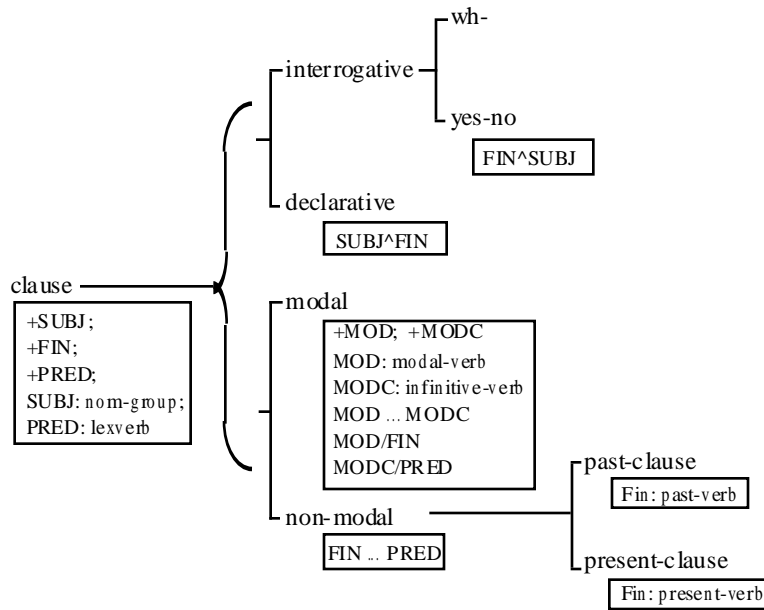 wh-
interrogative
yes-no
FIN^SUBJ
declarative
SUBJ^FIN
clause
+SUBJ;
+FIN;
+PRED;
SUBJ: nom-group;
PRED: lexverb
modal
+MOD; +MODC
MOD: modal-verb
MODC: infinitive-verb
MOD ... MODC
MOD/FIN
MODC/PRED
non-modal
FIN ... PRED
past-clause
Fin: past-verb
present-clause
Fin: present-verb